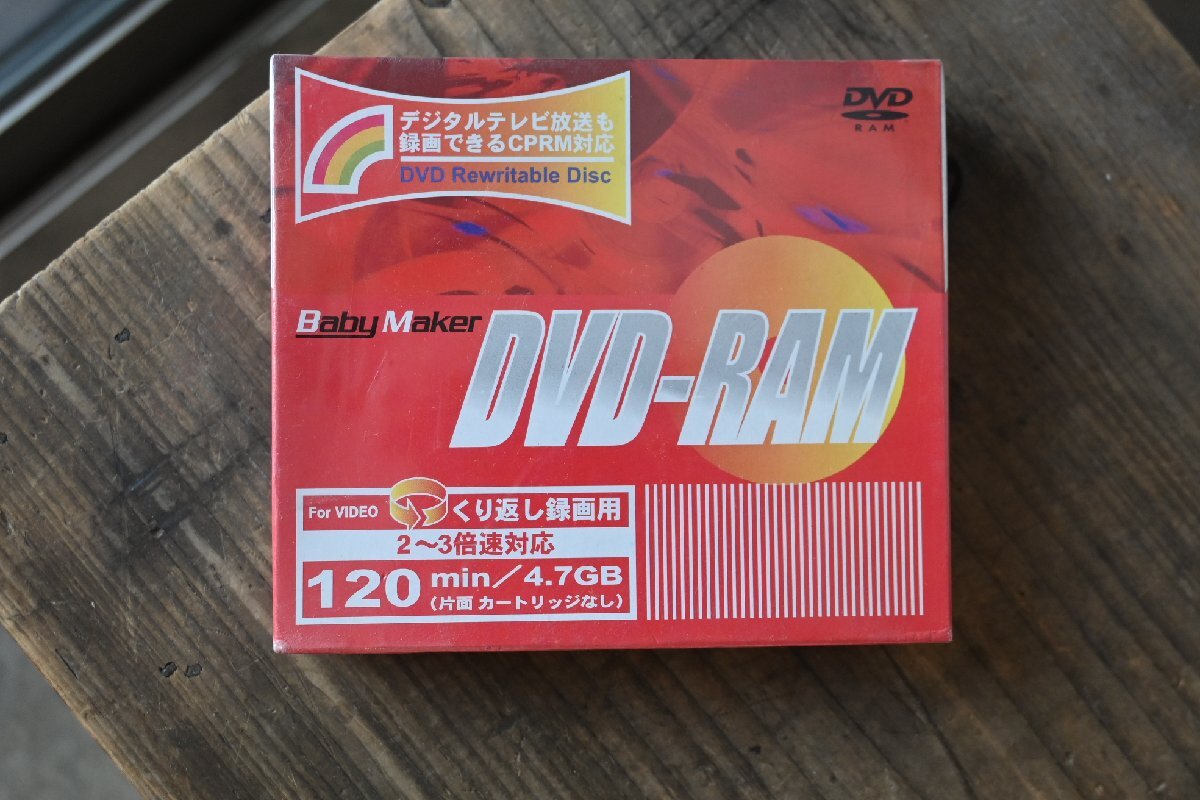 デジタルテレビ放送も
録画できるCPRM対応
DVD Rewritable Disc
DVD
RAM
Baby Maker
DVD-RAM
For VIDEO くり返し録画用
2〜3倍速対応
120 min／4.7GB
(片面 カートリッジなし)